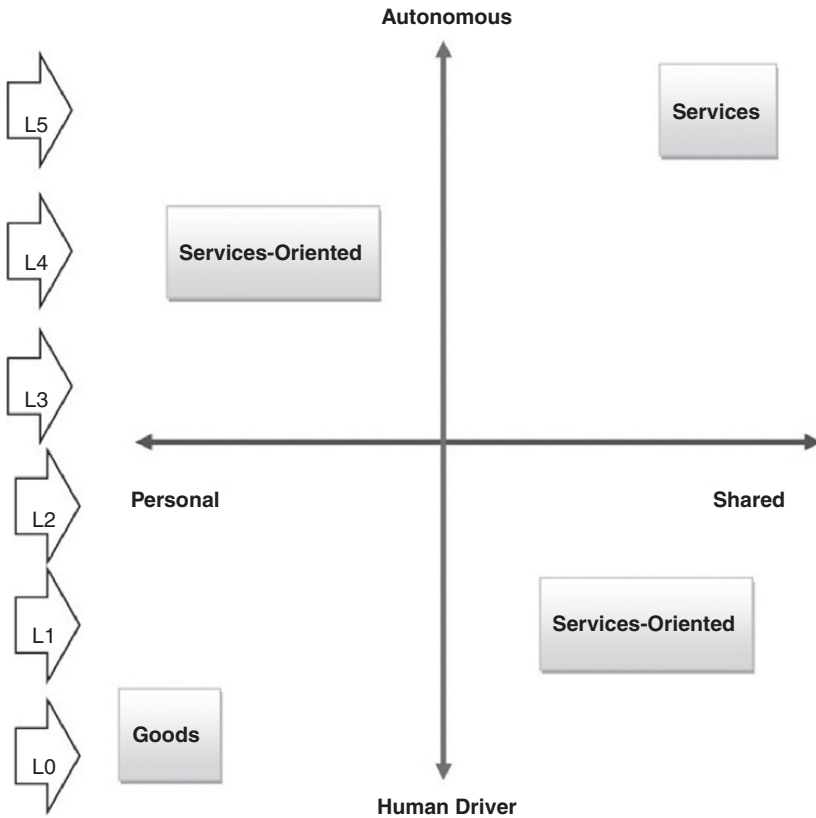 Autonomous
L5
Services
L4
Services-Oriented
L3
Personal
Shared
L2
L1
Services-Oriented
Goods
L0
Human Driver